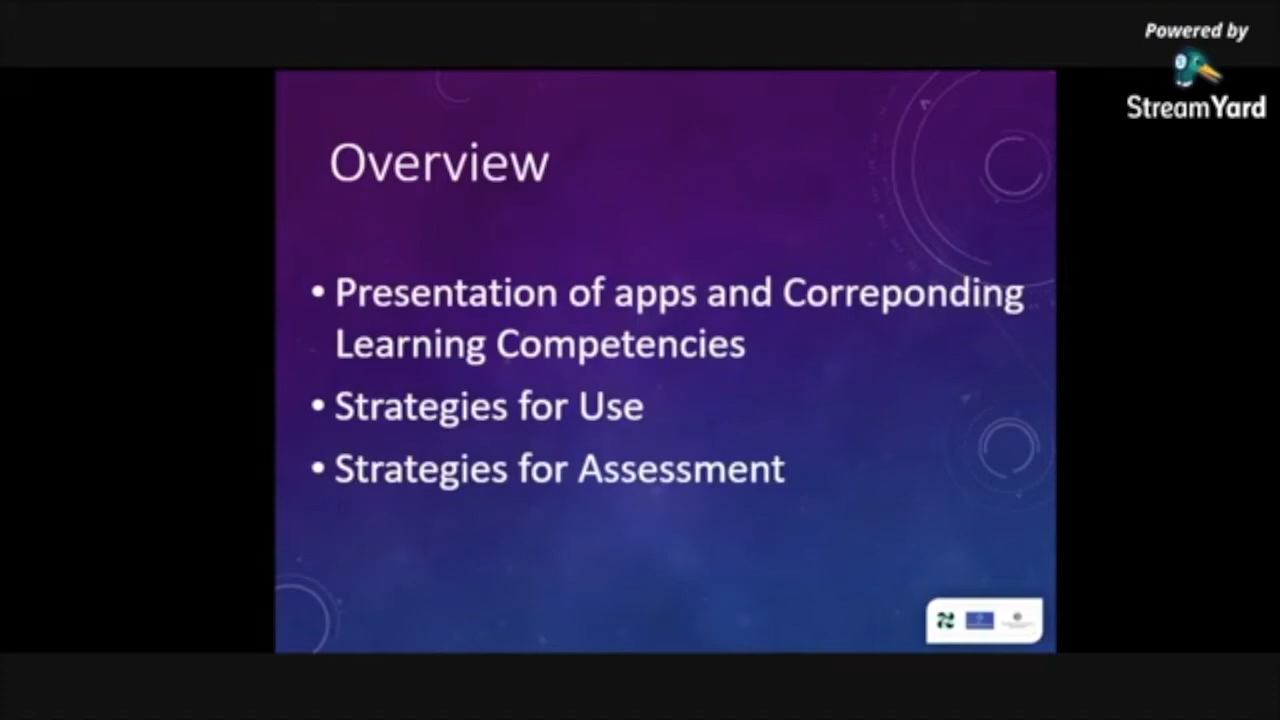 Powered by
StreamYard
Overview
• Presentation of apps and Correponding
Learning Competencies
• Strategies for Use
• Strategies for Assessment